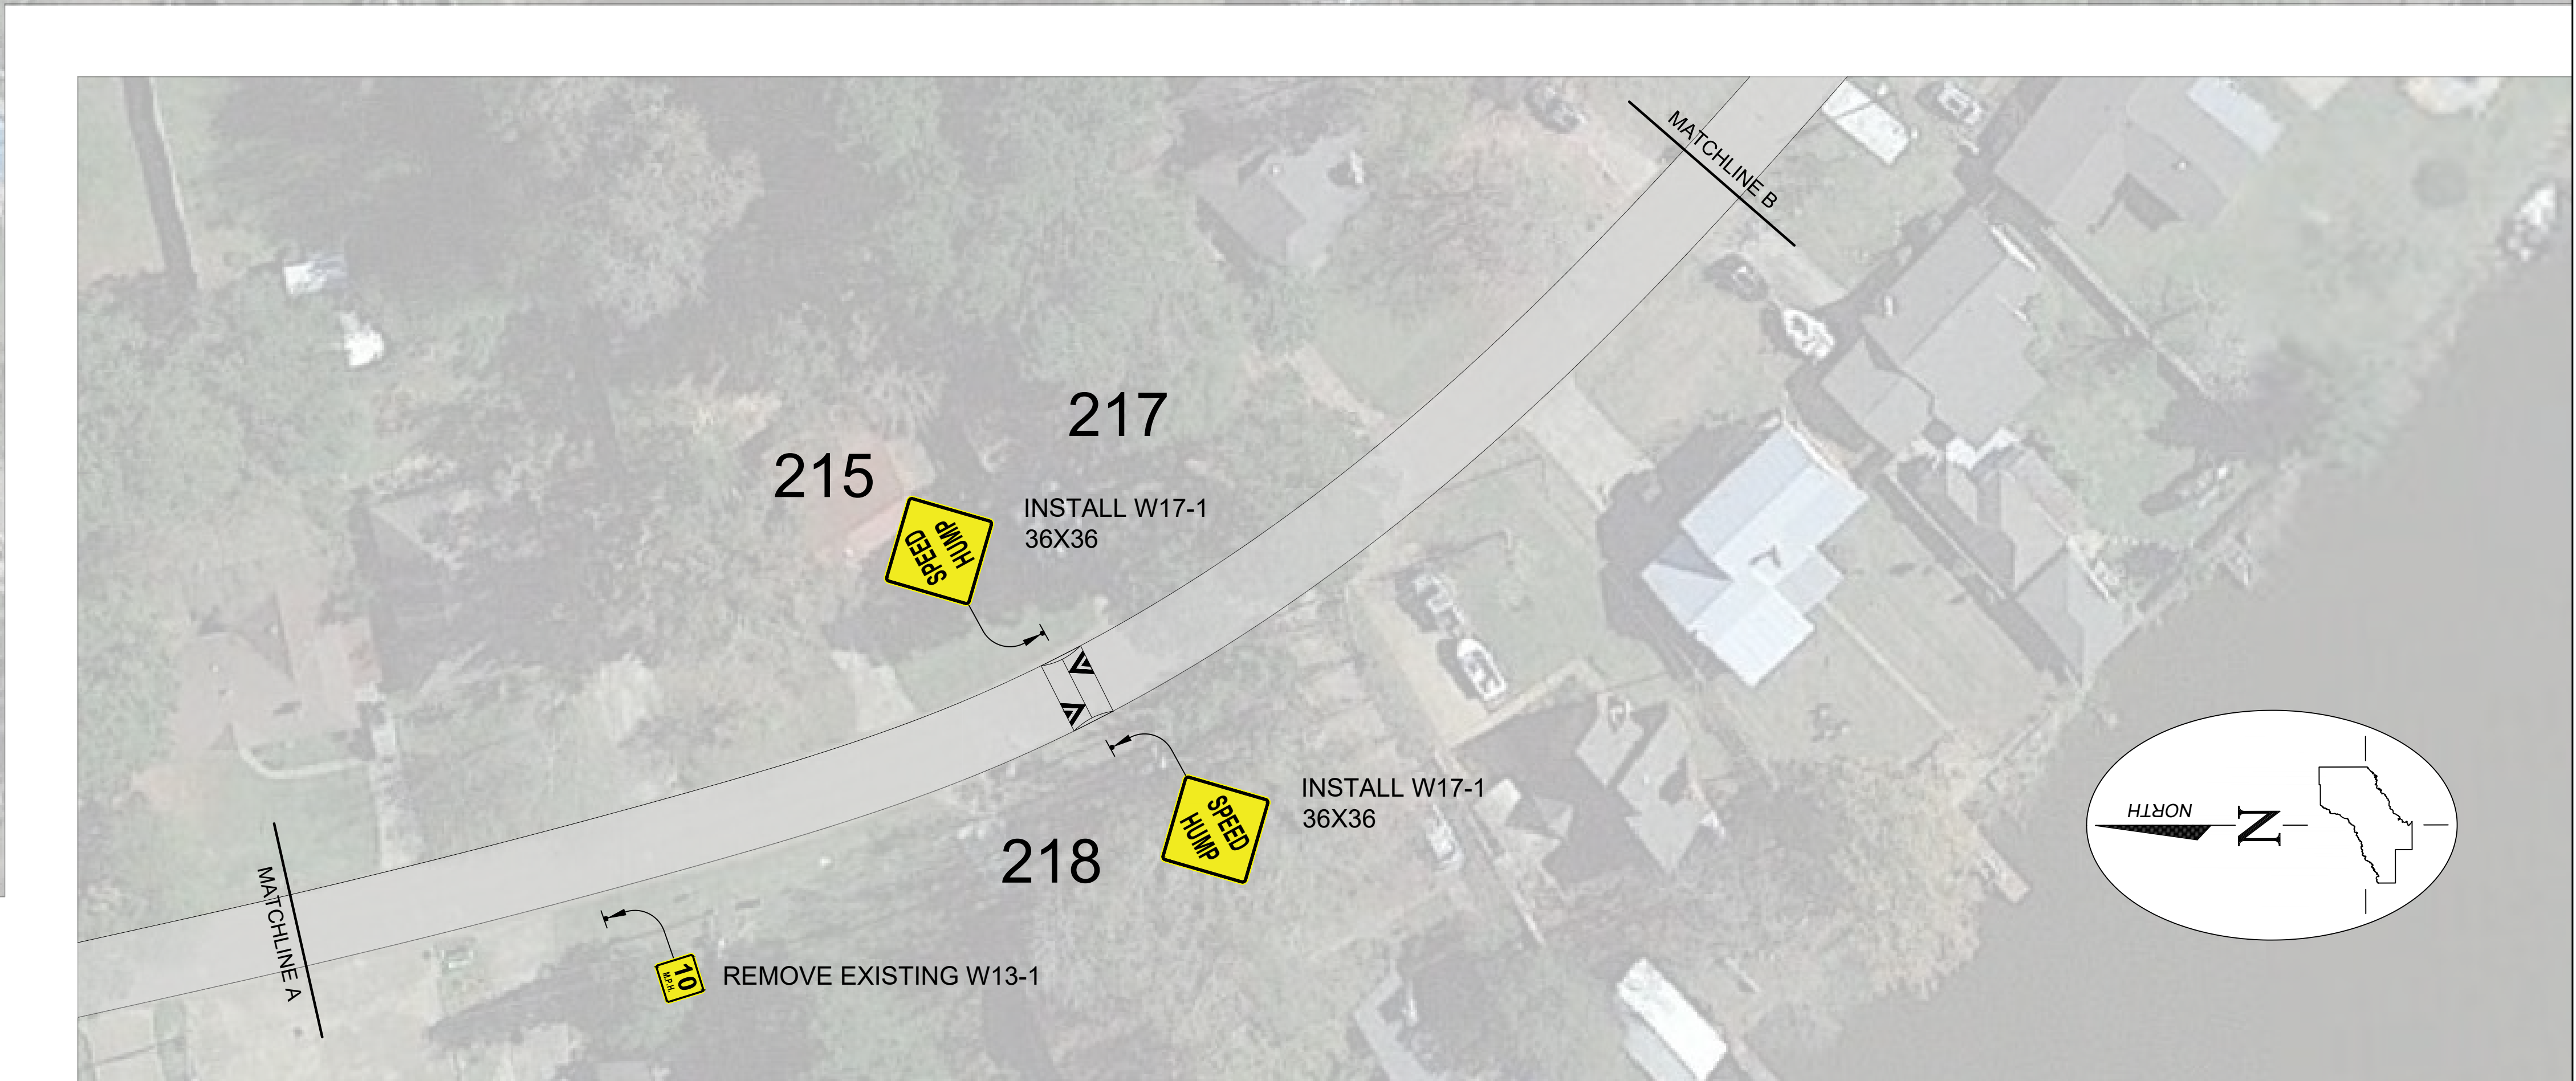 MATCHLINE B
217
215
INSTALL W17-1
36X36
SPEED
HUMP
INSTALL W17-1
36X36
SPEED
HUMP
218
NORTH
N
MATCHLINE A
10
M.P.H.
REMOVE EXISTING W13-1